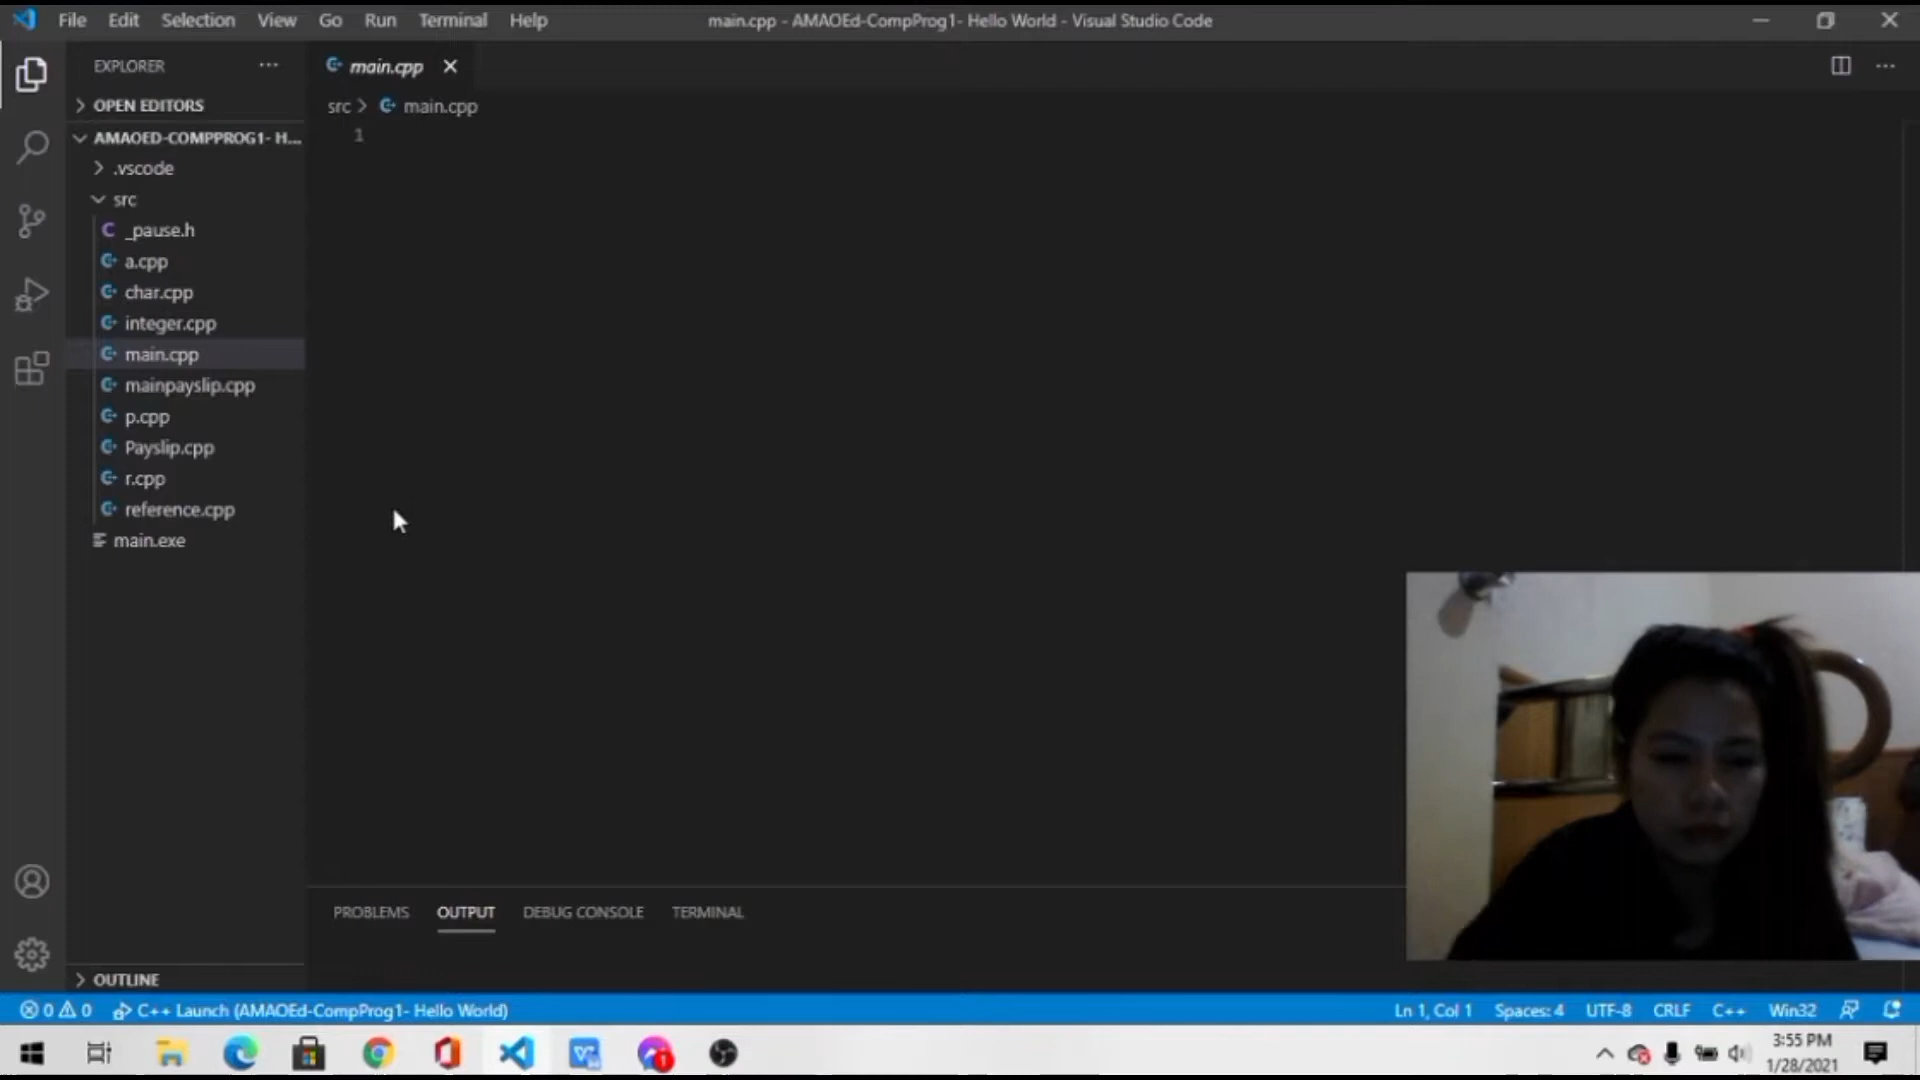 File Edit Selection View Go Run Terminal Help
main.cpp - AMAOEd-CompProg1- Hello World - Visual Studio Code
EXPLORER
main.cpp
OPEN EDITORS
src > main.cpp
AMAOED-COMPPROG1- H...
1
.vscode
src
C _pause.h
a.cpp
char.cpp
integer.cpp
main.cpp
mainpayslip.cpp
p.cpp
Payslip.cpp
r.cpp
reference.cpp
main.exe
PROBLEMS OUTPUT DEBUG CONSOLE TERMINAL
OUTLINE
0 0 C++ Launch (AMAOEd-CompProg1- Hello World)
Ln 1, Col 1 Spaces: 4 UTF-8 CRLF C++ Win32
1
3:55 PM
1/28/2021